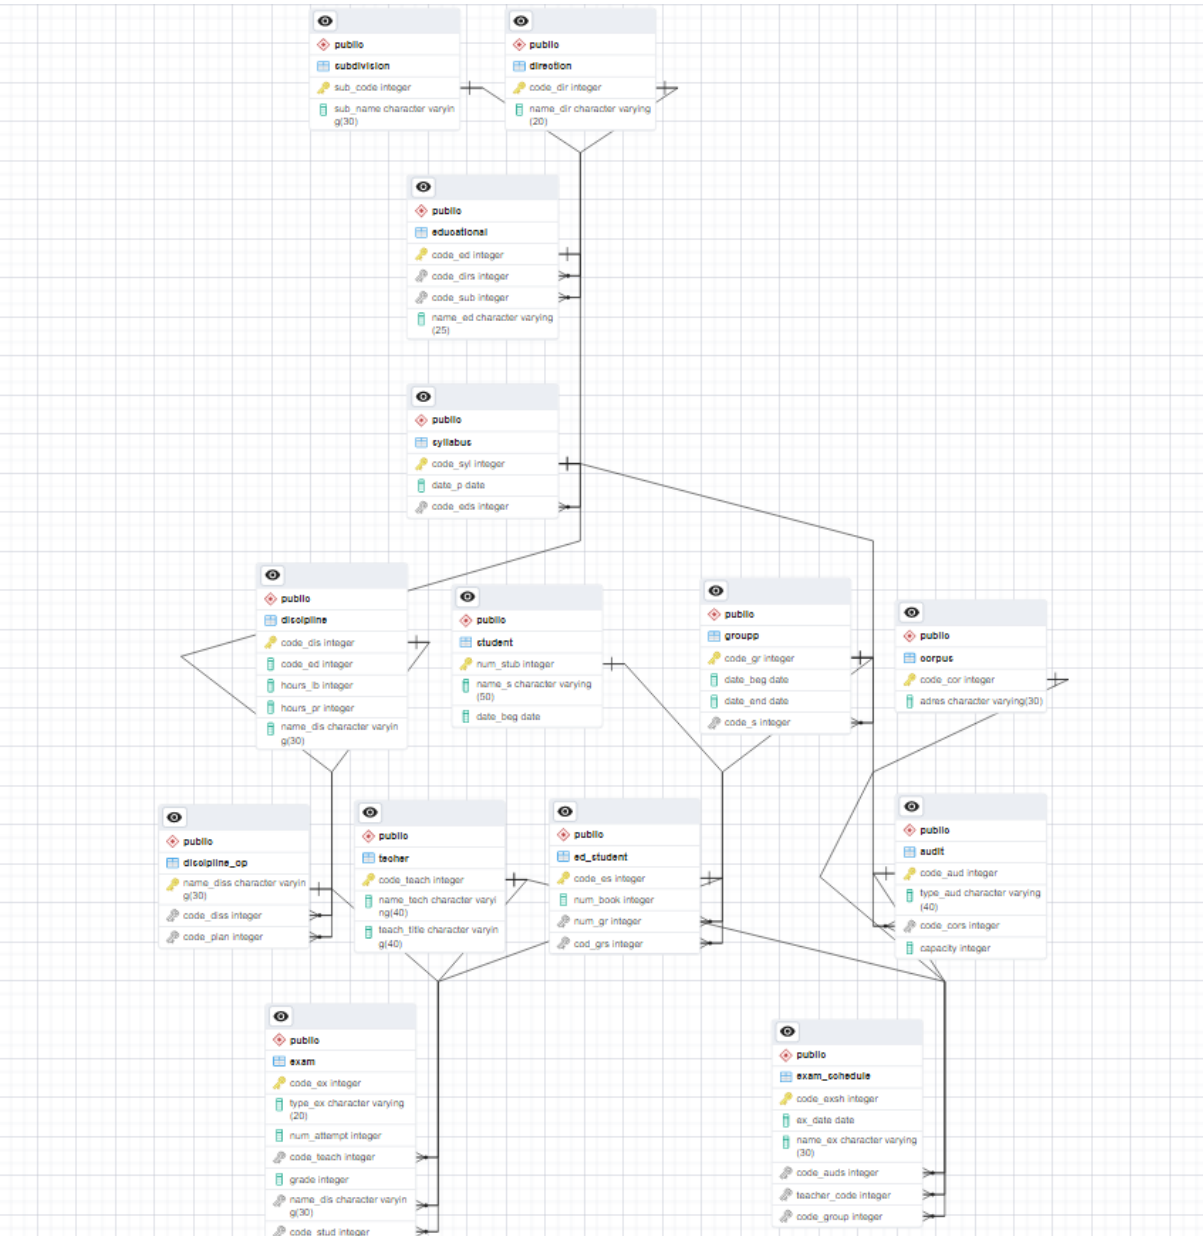 public
subdivision
sub_code integer
sub_name character varyin
g(30)
public
direction
code_dir integer
name_dir character varying
(20)
public
educational
code_ed integer
code_dirs integer
code_sub integer
name_ed character varying
(25)
public
syllabus
code_syl integer
date_p date
code_eds integer
public
discipline
code_dis integer
code_ed integer
hours_lb integer
hours_pr integer
name_dis character varyin
g(30)
public
student
num_stub integer
name_s character varying
(50)
date_beg date
public
groupp
code_gr integer
date_beg date
date_end date
code_s integer
public
corpus
code_cor integer
adres character varying(30)
public
discipline_op
name_diss character varyin
g(30)
code_diss integer
code_plan integer
public
techer
code_teach integer
name_tech character varyi
ng(40)
teach_title character varyin
g(40)
public
ed_student
code_es integer
num_book integer
num_gr integer
cod_grs integer
public
audit
code_aud integer
type_aud character varying
(40)
code_cors integer
capacity integer
public
exam
code_ex integer
type_ex character varying
(20)
num_attempt integer
code_teach integer
grade integer
name_dis character varyin
g(30)
code_stud integer
public
exam_schedule
code_exsh integer
ex_date date
name_ex character varying
(30)
code_auds integer
teacher_code integer
code_group integer